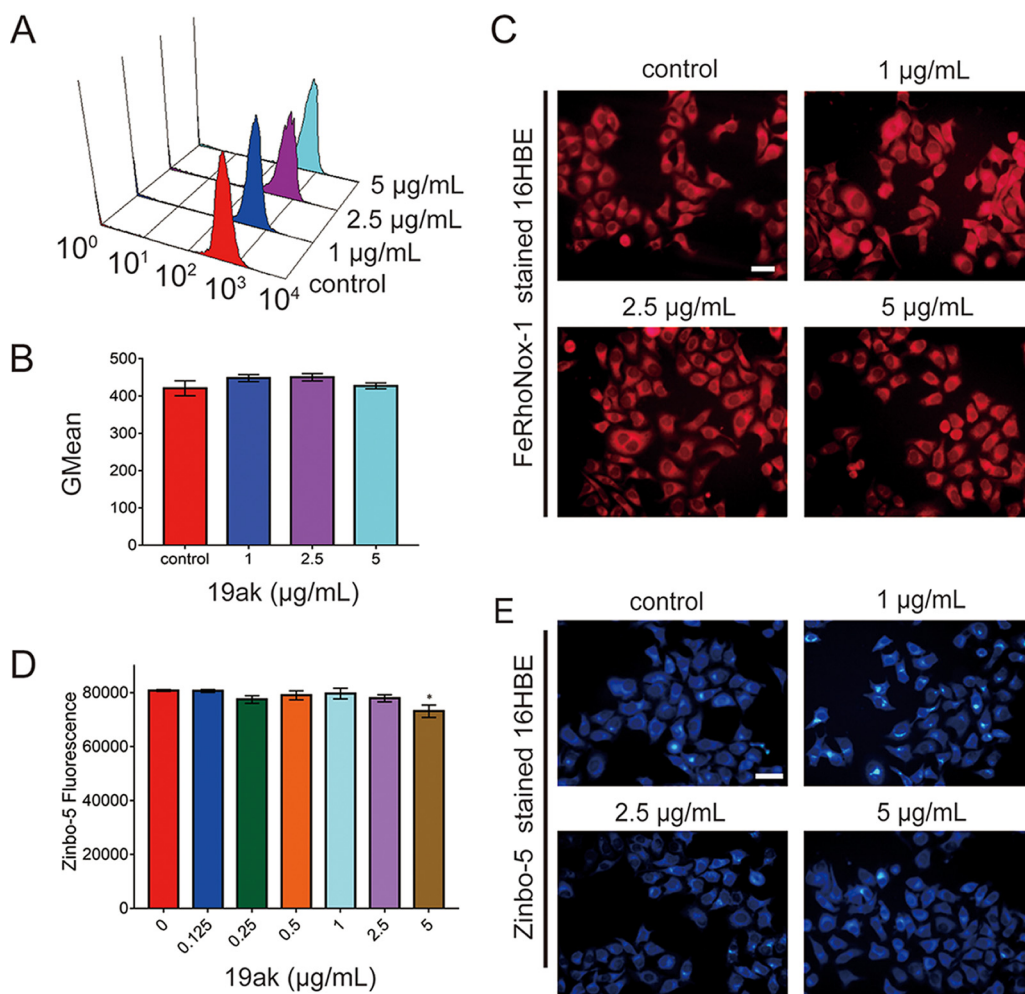 A
5 µg/mL
2.5 µg/mL
1 µg/mL
control
10⁰
10¹
10²
10³
10⁴
B
500
400
300
200
100
0
GMean
control
1
2.5
5
19ak (µg/mL)
C
control
1 µg/mL
2.5 µg/mL
5 µg/mL
FeRhoNox-1 stained 16HBE
D
100000
80000
60000
40000
20000
0
Zinbo-5 Fluorescence
*
0
0.125
0.25
0.5
1
2.5
5
19ak (µg/mL)
E
control
1 µg/mL
2.5 µg/mL
5 µg/mL
Zinbo-5 stained 16HBE